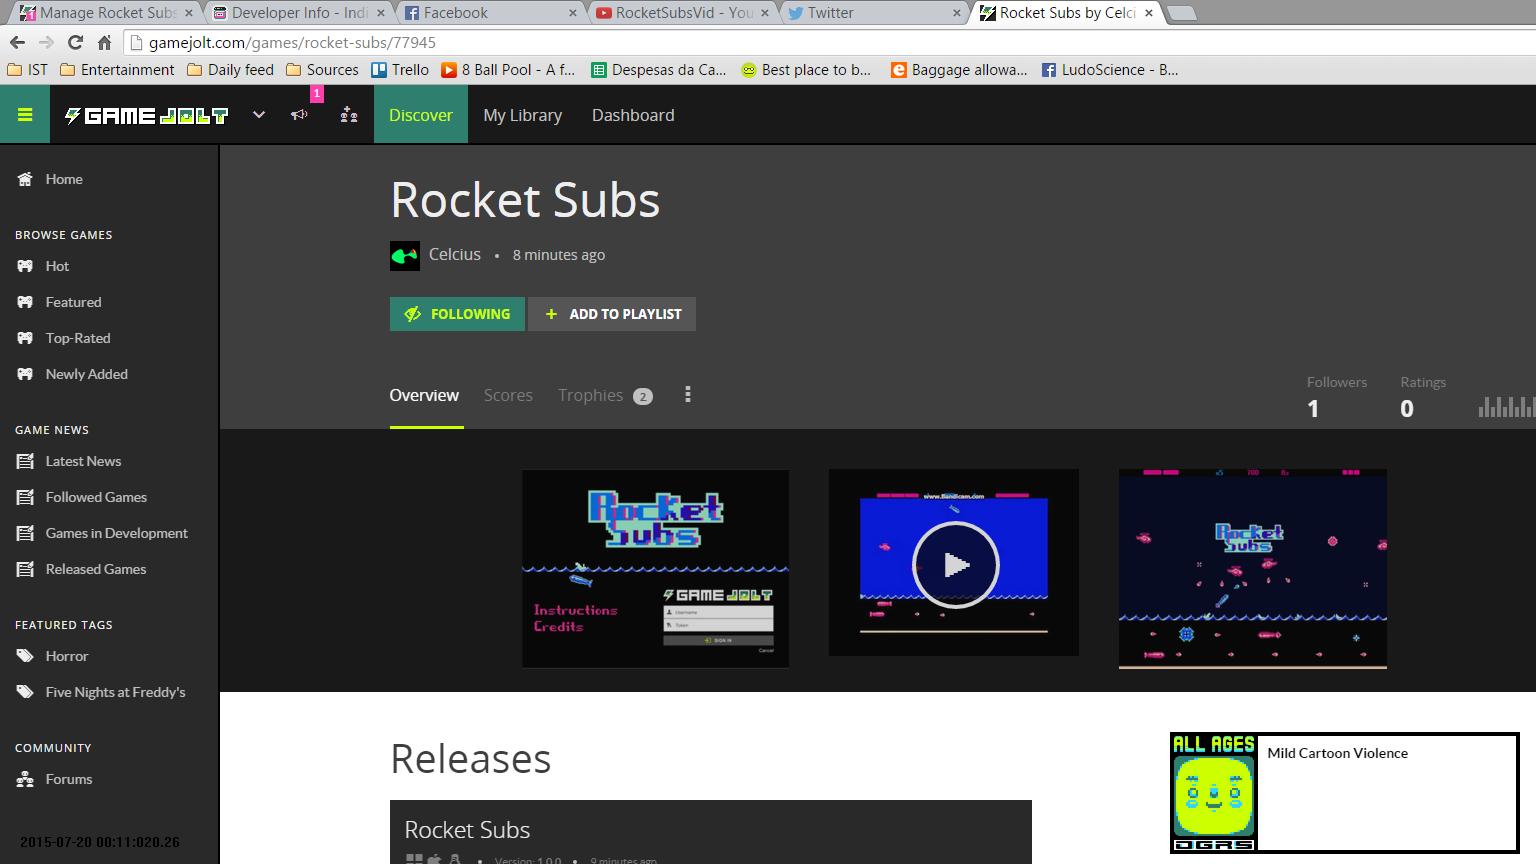 Manage Rocket Subs
Developer Info - Indi
Facebook
RocketSubsVid - You
Twitter
Rocket Subs by Celci
gamejolt.com/games/rocket-subs/77945
IST
Entertainment
Daily feed
Sources
Trello
8 Ball Pool - A f...
Despesas da Ca...
Best place to b...
Baggage allowa...
LudoScience - B...
GAME JOLT
1
Discover
My Library
Dashboard
Home
BROWSE GAMES
Hot
Featured
Top-Rated
Newly Added
GAME NEWS
Latest News
Followed Games
Games in Development
Released Games
FEATURED TAGS
Horror
Five Nights at Freddy's
COMMUNITY
Forums
2015-07-20 00:11:020.26
Rocket Subs
Celcius • 8 minutes ago
FOLLOWING
+ ADD TO PLAYLIST
Overview
Scores
Trophies 2
Followers
1
Ratings
0
Rocket
Subs
Instructions
Credits
GAME JOLT
Username
Token
SIGN IN
Cancel
www.Bandicam.com
x5
700
8x
Rocket
Subs
Releases
Rocket Subs
• Version: 1.0.0 • 9 minutes ago
ALL AGES
DGRS
Mild Cartoon Violence